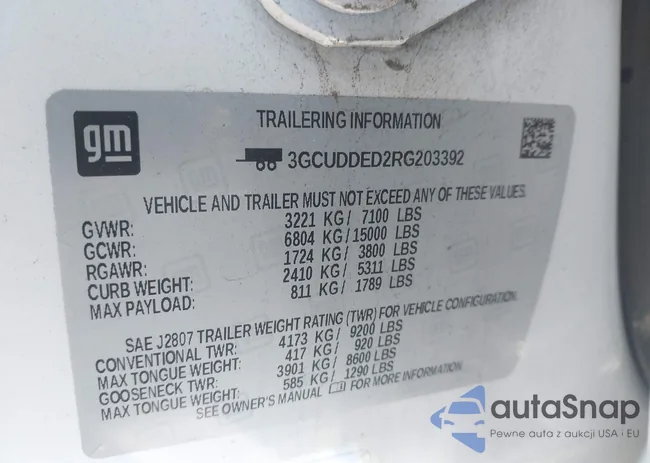 gm
TRAILERING INFORMATION
3GCUDDED2RG203392
VEHICLE AND TRAILER MUST NOT EXCEED ANY OF THESE VALUES.
GVWR: 3221 KG/ 7100 LBS
GCWR: 6804 KG/15000 LBS
RGAWR: 1724 KG/ 3800 LBS
CURB WEIGHT: 2410 KG/ 5311 LBS
MAX PAYLOAD: 811 KG/ 1789 LBS
SAE J2807 TRAILER WEIGHT RATING (TWR) FOR VEHICLE CONFIGURATION.
CONVENTIONAL TWR: 4173 KG/ 9200 LBS
MAX TONGUE WEIGHT: 417 KG/ 920 LBS
GOOSENECK TWR: 3901 KG/ 8600 LBS
MAX TONGUE WEIGHT: 585 KG/ 1290 LBS
SEE OWNER'S MANUAL FOR MORE INFORMATION
autaSnap
Pewne auta z aukcji USA i EU